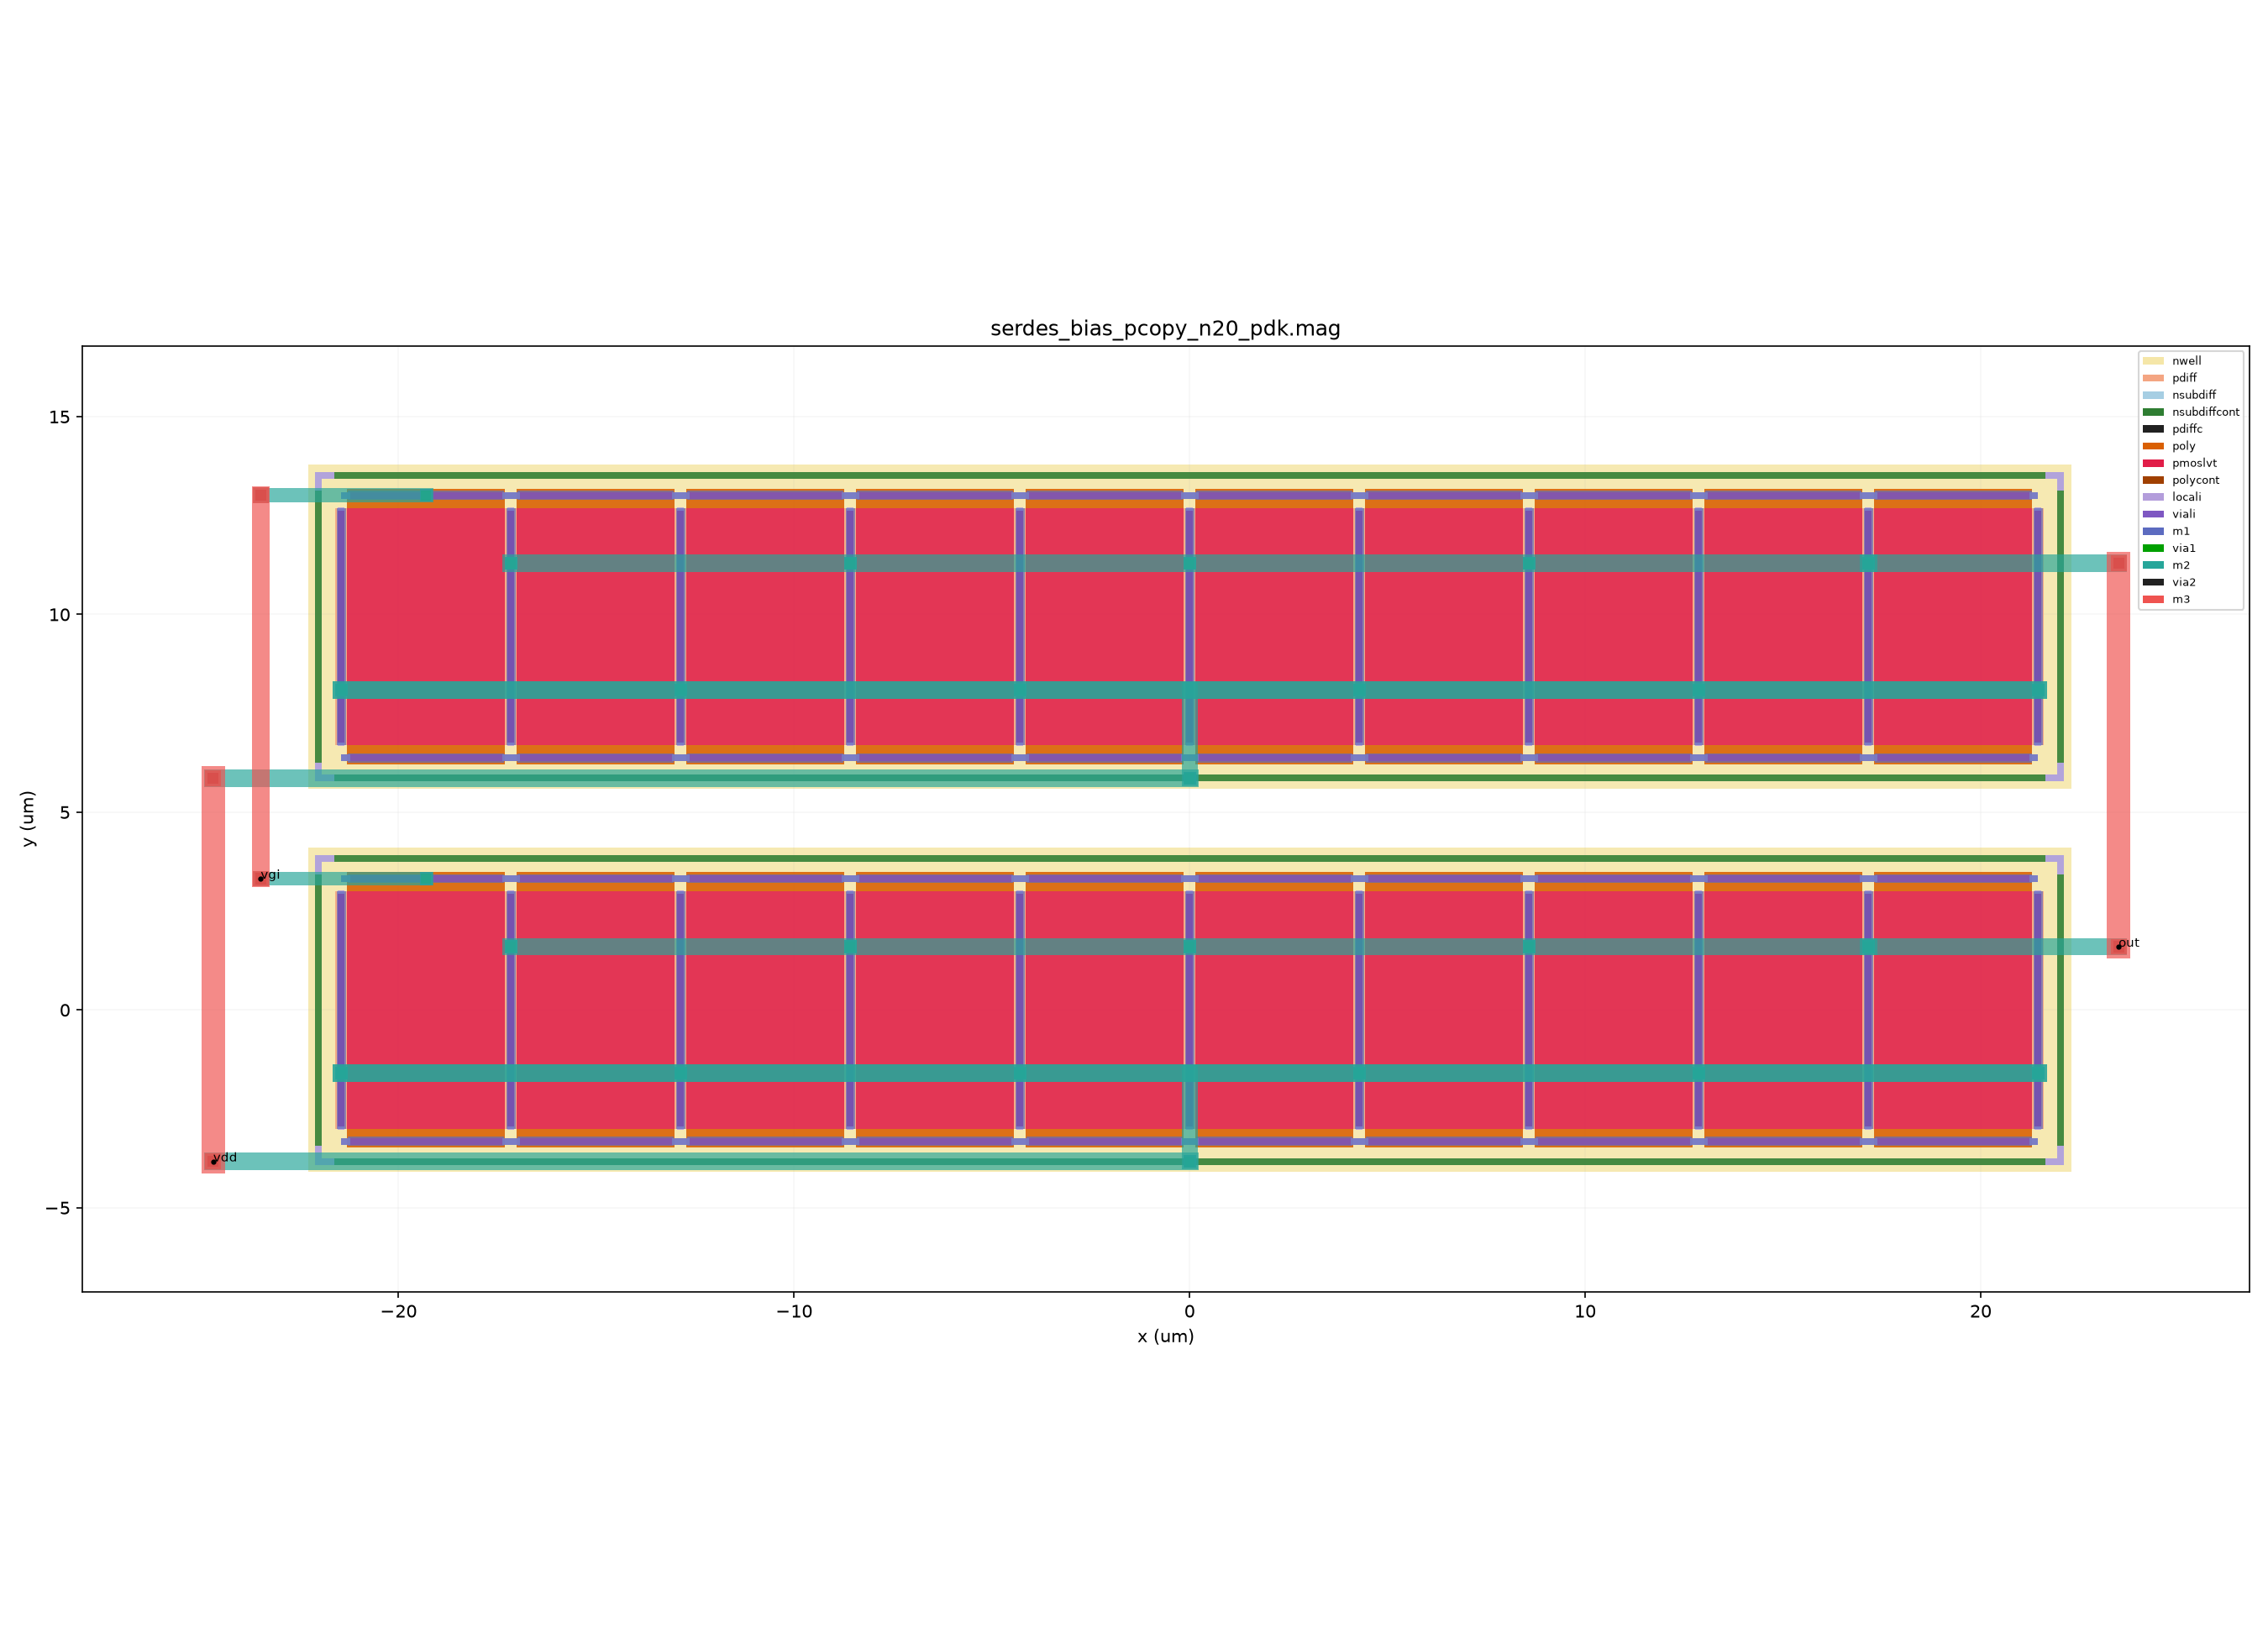 serdes_bias_pcopy_n20_pdk.mag
nwell
pdiff
nsubdiff
nsubdiffcont
pdiffc
poly
pmoslvt
polycont
locali
viali
m1
via1
m2
via2
m3
15
10
5
0
−5
y (um)
vgi
out
vdd
−20
−10
0
10
20
x (um)